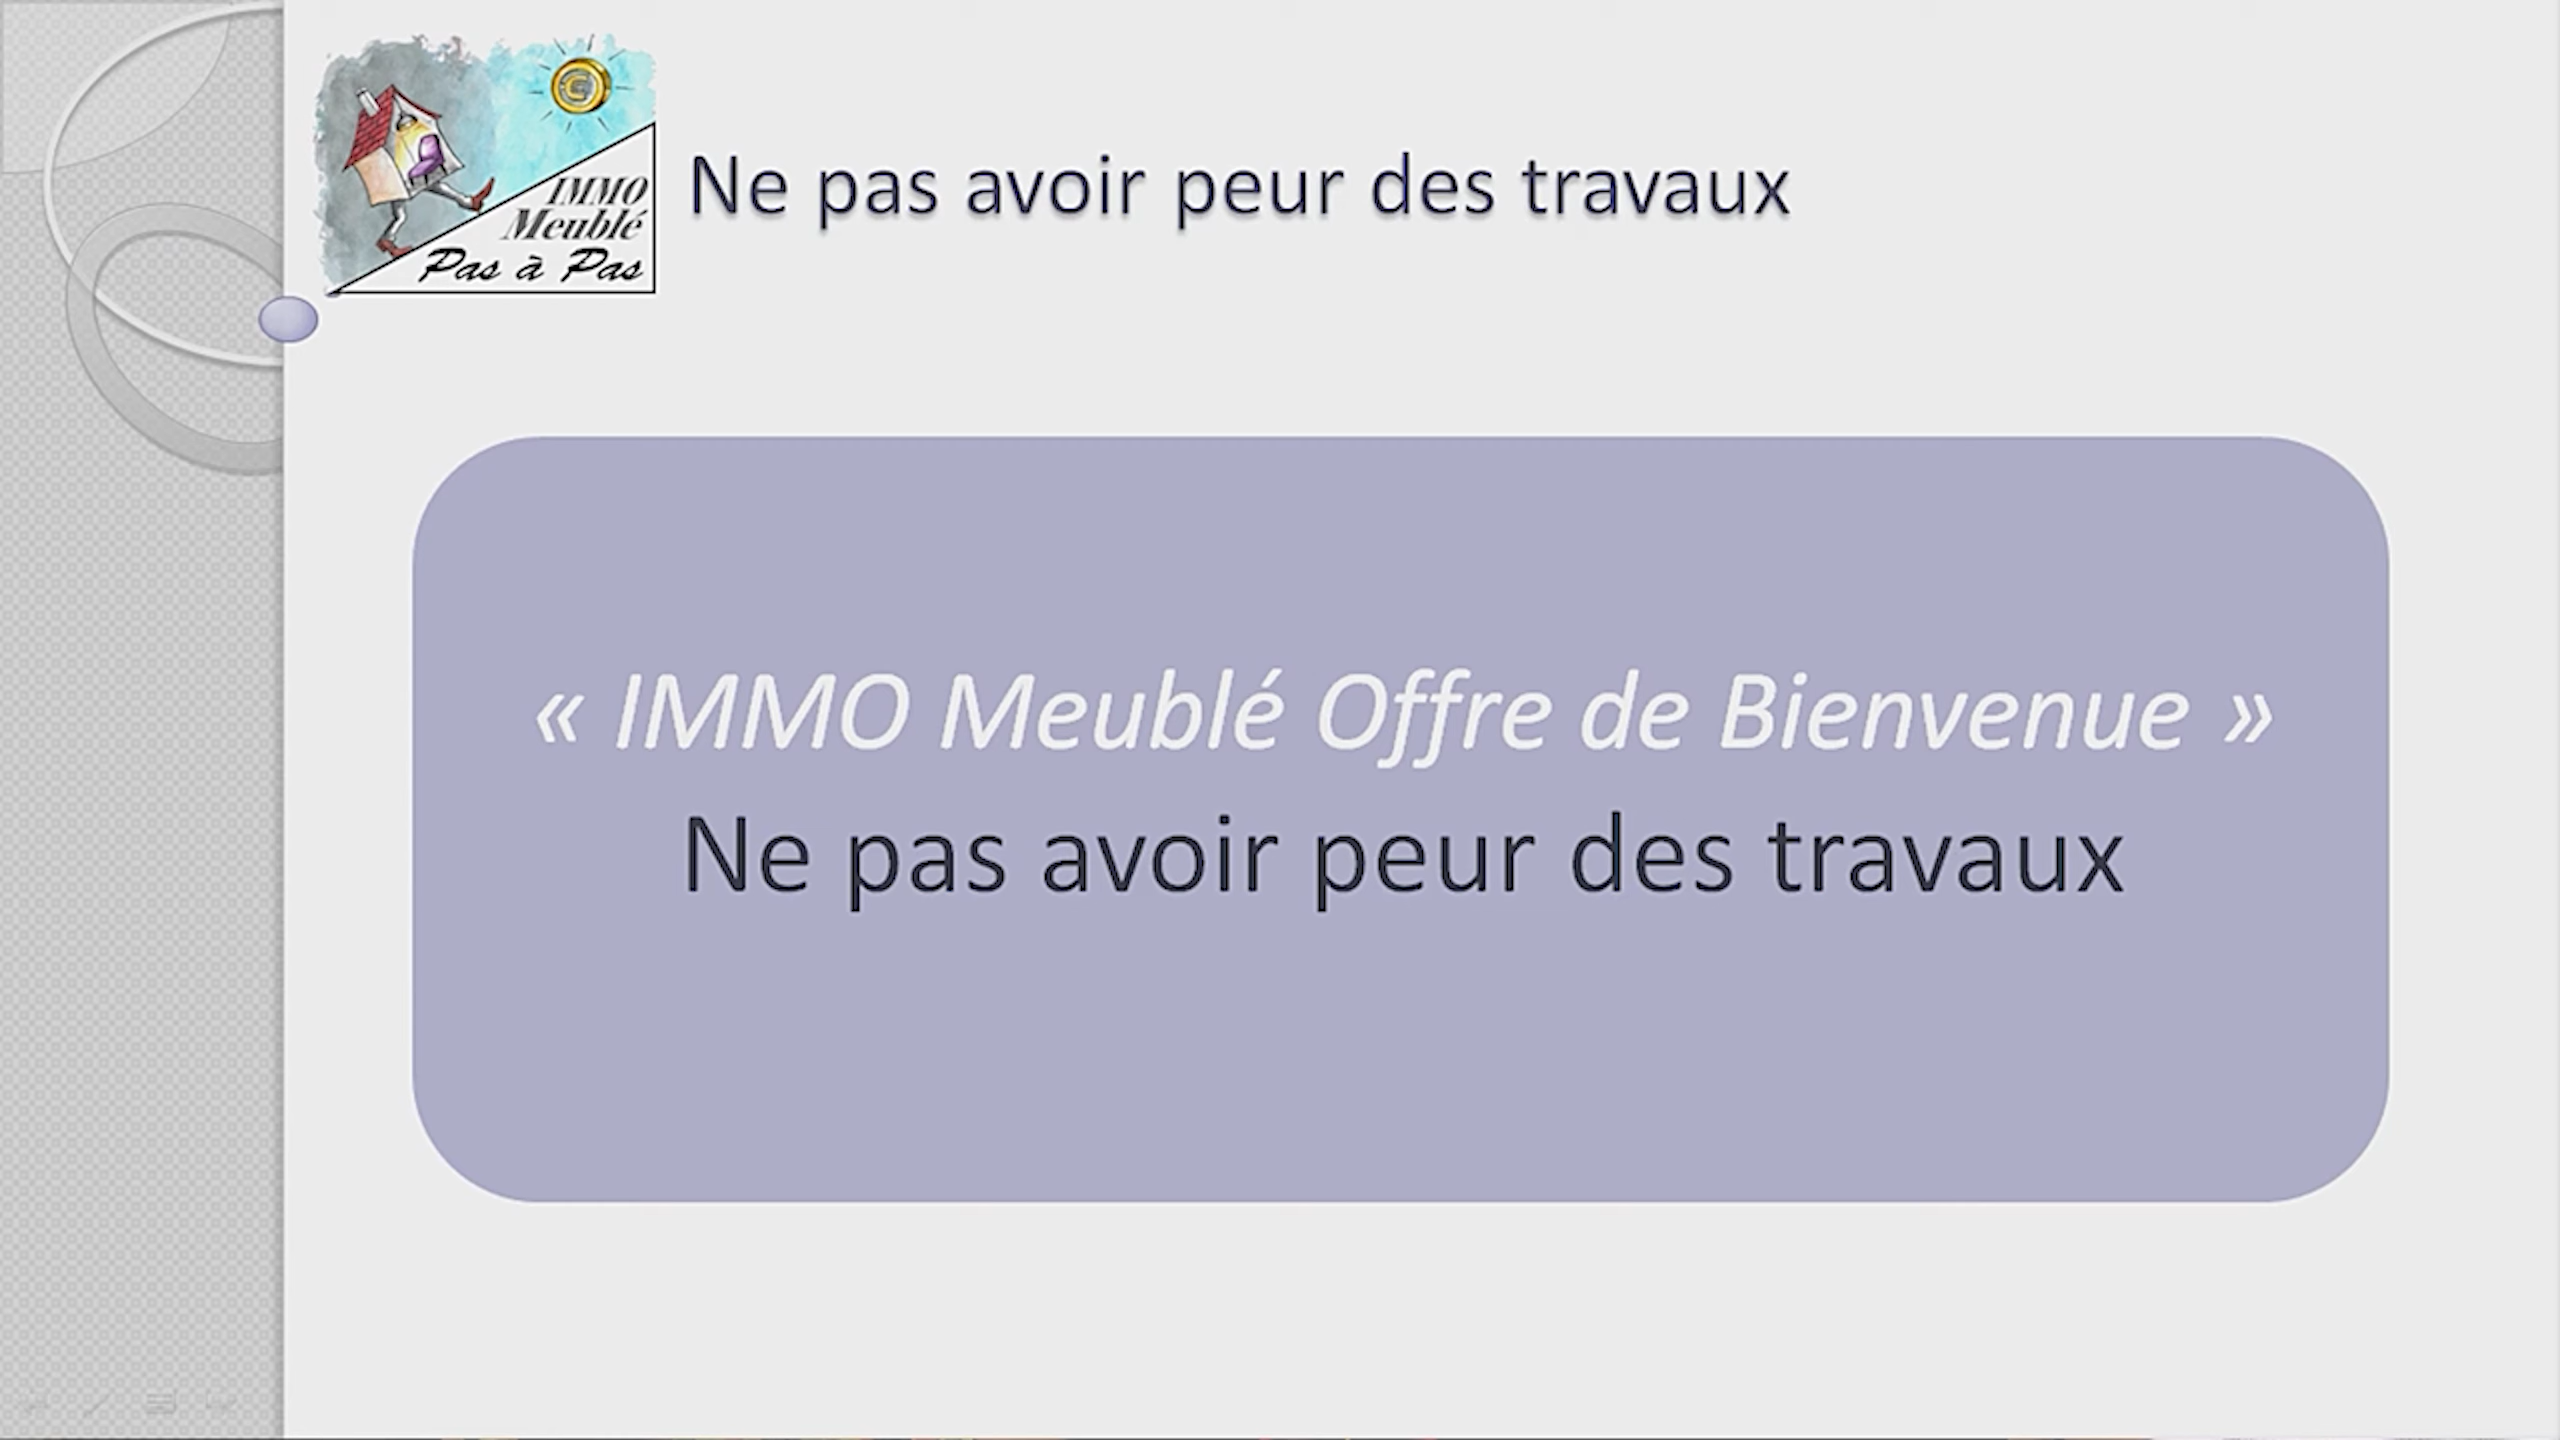 IMMO
Meublé
Pas à Pas
Ne pas avoir peur des travaux
« IMMO Meublé Offre de Bienvenue »
Ne pas avoir peur des travaux